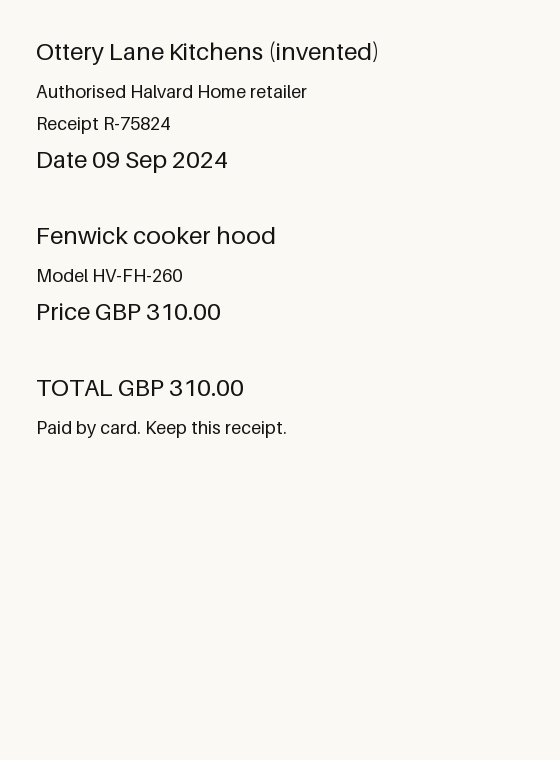 Ottery Lane Kitchens (invented)
Authorised Halvard Home retailer
Receipt R-75824
Date 09 Sep 2024
Fenwick cooker hood
Model HV-FH-260
Price GBP 310.00
TOTAL GBP 310.00
Paid by card. Keep this receipt.